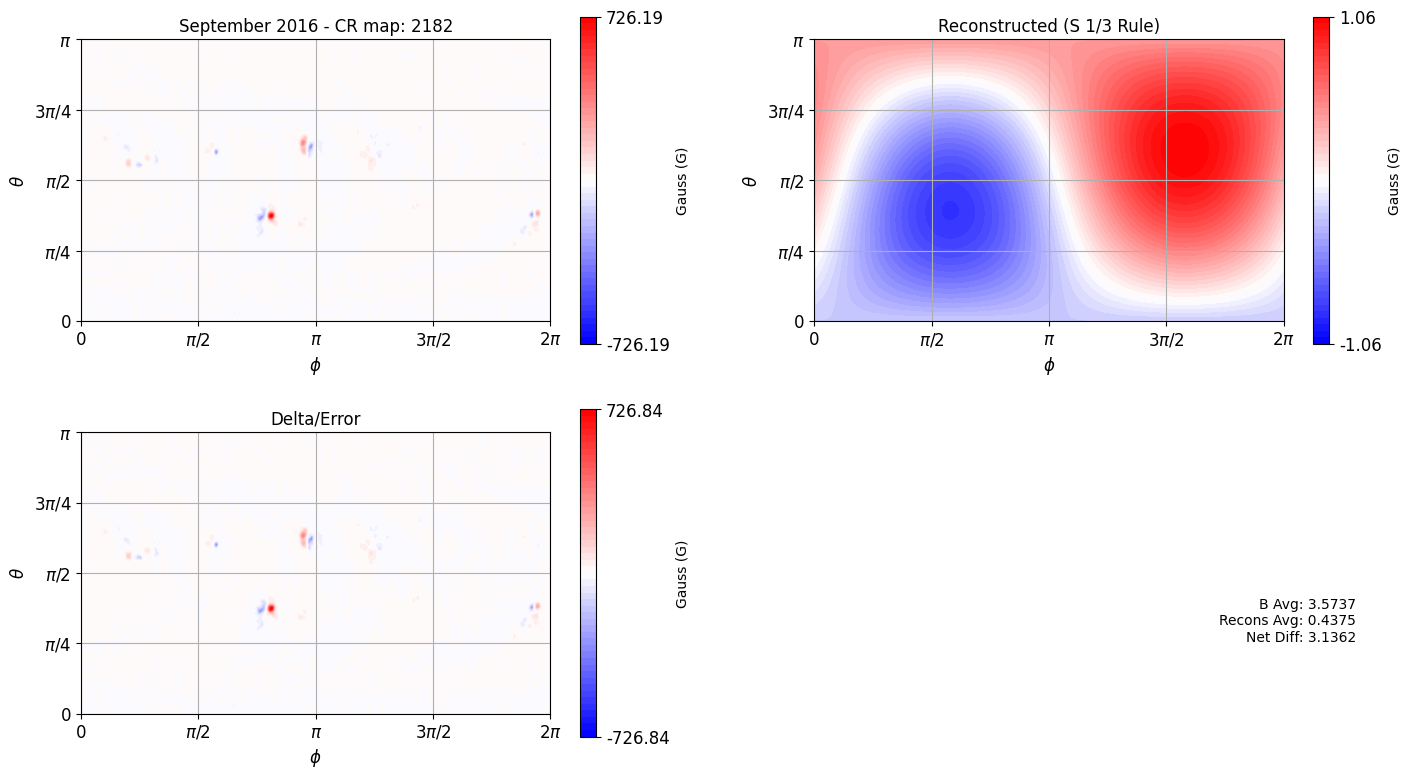 September 2016 - CR map: 2182
π
3π/4
π/2
π/4
0
θ
0
π/2
π
3π/2
2π
ϕ
726.19
-726.19
Gauss (G)
Reconstructed (S 1/3 Rule)
π
3π/4
π/2
π/4
0
θ
0
π/2
π
3π/2
2π
ϕ
1.06
-1.06
Gauss (G)
Delta/Error
π
3π/4
π/2
π/4
0
θ
0
π/2
π
3π/2
2π
ϕ
726.84
-726.84
Gauss (G)
B Avg: 3.5737
Recons Avg: 0.4375
Net Diff: 3.1362